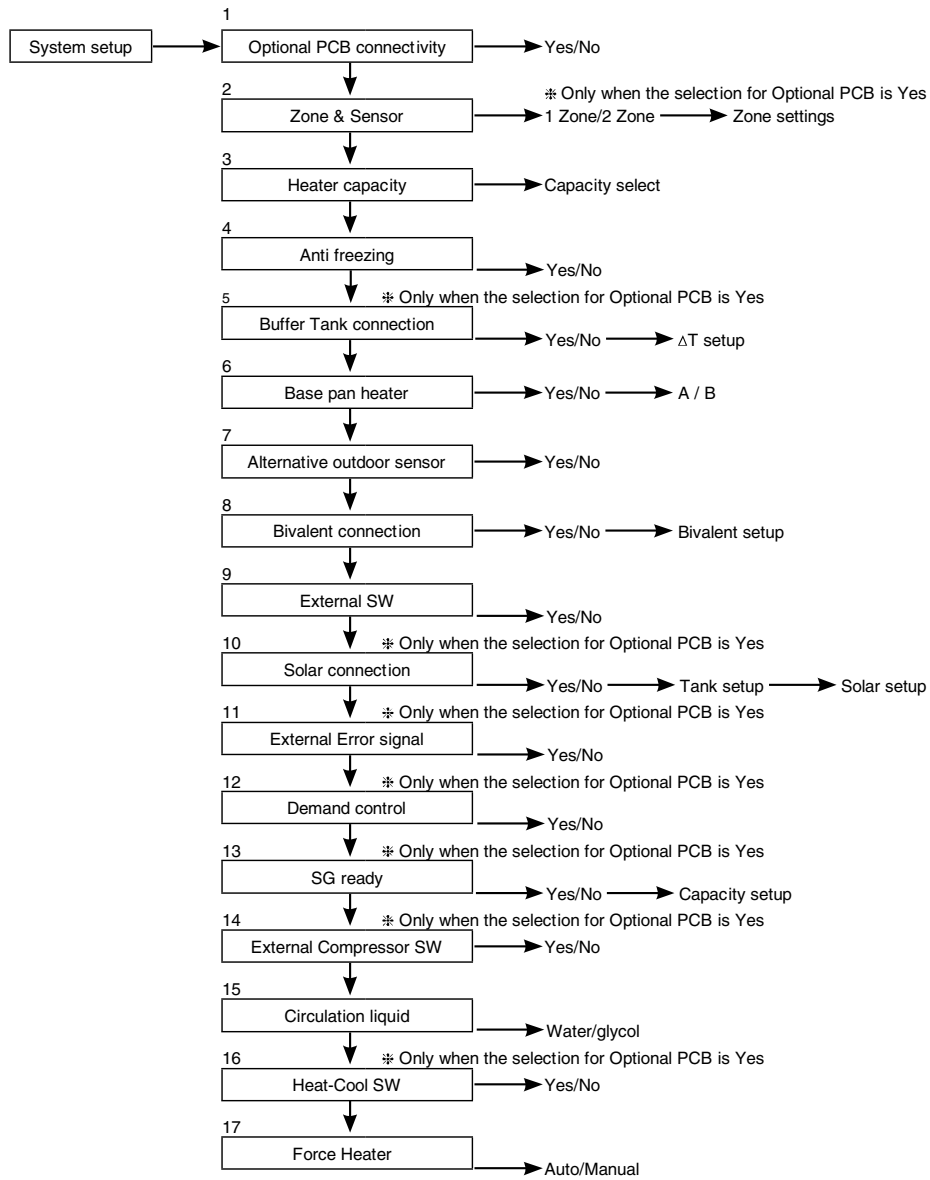 1
System setup Optional PCB connectivity Yes/No
2
※ Only when the selection for Optional PCB is Yes
Zone & Sensor 1 Zone/2 Zone Zone settings
3
Heater capacity Capacity select
4
Anti freezing
Yes/No
5 ※ Only when the selection for Optional PCB is Yes
Buffer Tank connection
Yes/No ΔT setup
6
Base pan heater Yes/No A / B
7
Alternative outdoor sensor Yes/No
8
Bivalent connection Yes/No Bivalent setup
9
External SW
Yes/No
10 ※ Only when the selection for Optional PCB is Yes
Solar connection
Yes/No Tank setup Solar setup
11 ※ Only when the selection for Optional PCB is Yes
External Error signal
Yes/No
12 ※ Only when the selection for Optional PCB is Yes
Demand control
Yes/No
13 ※ Only when the selection for Optional PCB is Yes
SG ready
Yes/No Capacity setup
14 ※ Only when the selection for Optional PCB is Yes
External Compressor SW Yes/No
15
Circulation liquid
Water/glycol
16 ※ Only when the selection for Optional PCB is Yes
Heat-Cool SW Yes/No
17
Force Heater
Auto/Manual